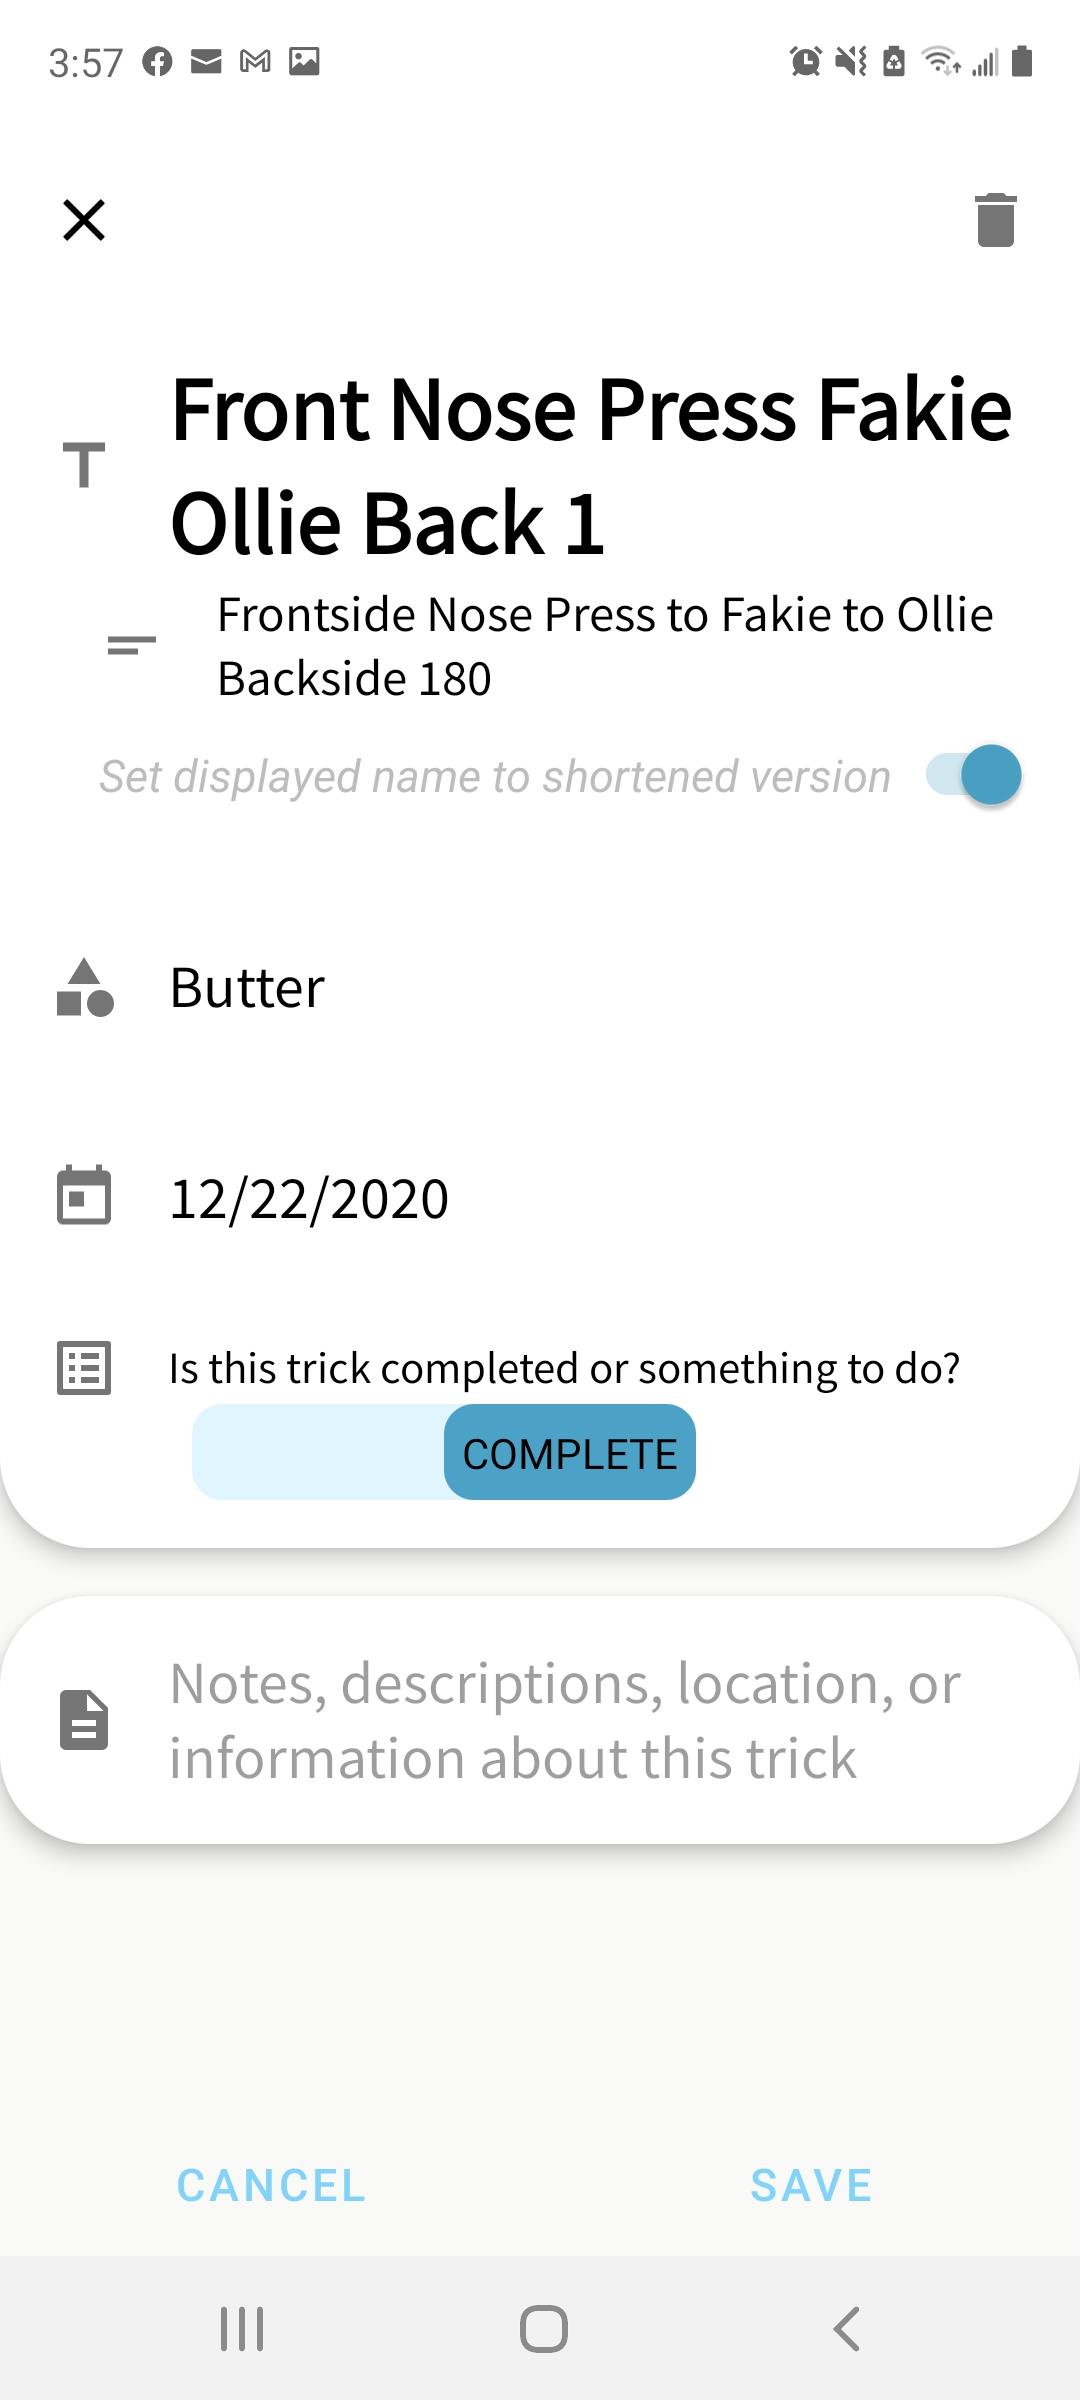 3:57
Front Nose Press Fakie
Ollie Back 1
Frontside Nose Press to Fakie to Ollie
Backside 180
Set displayed name to shortened version
Butter
12/22/2020
Is this trick completed or something to do?
COMPLETE
Notes, descriptions, location, or
information about this trick
CANCEL
SAVE